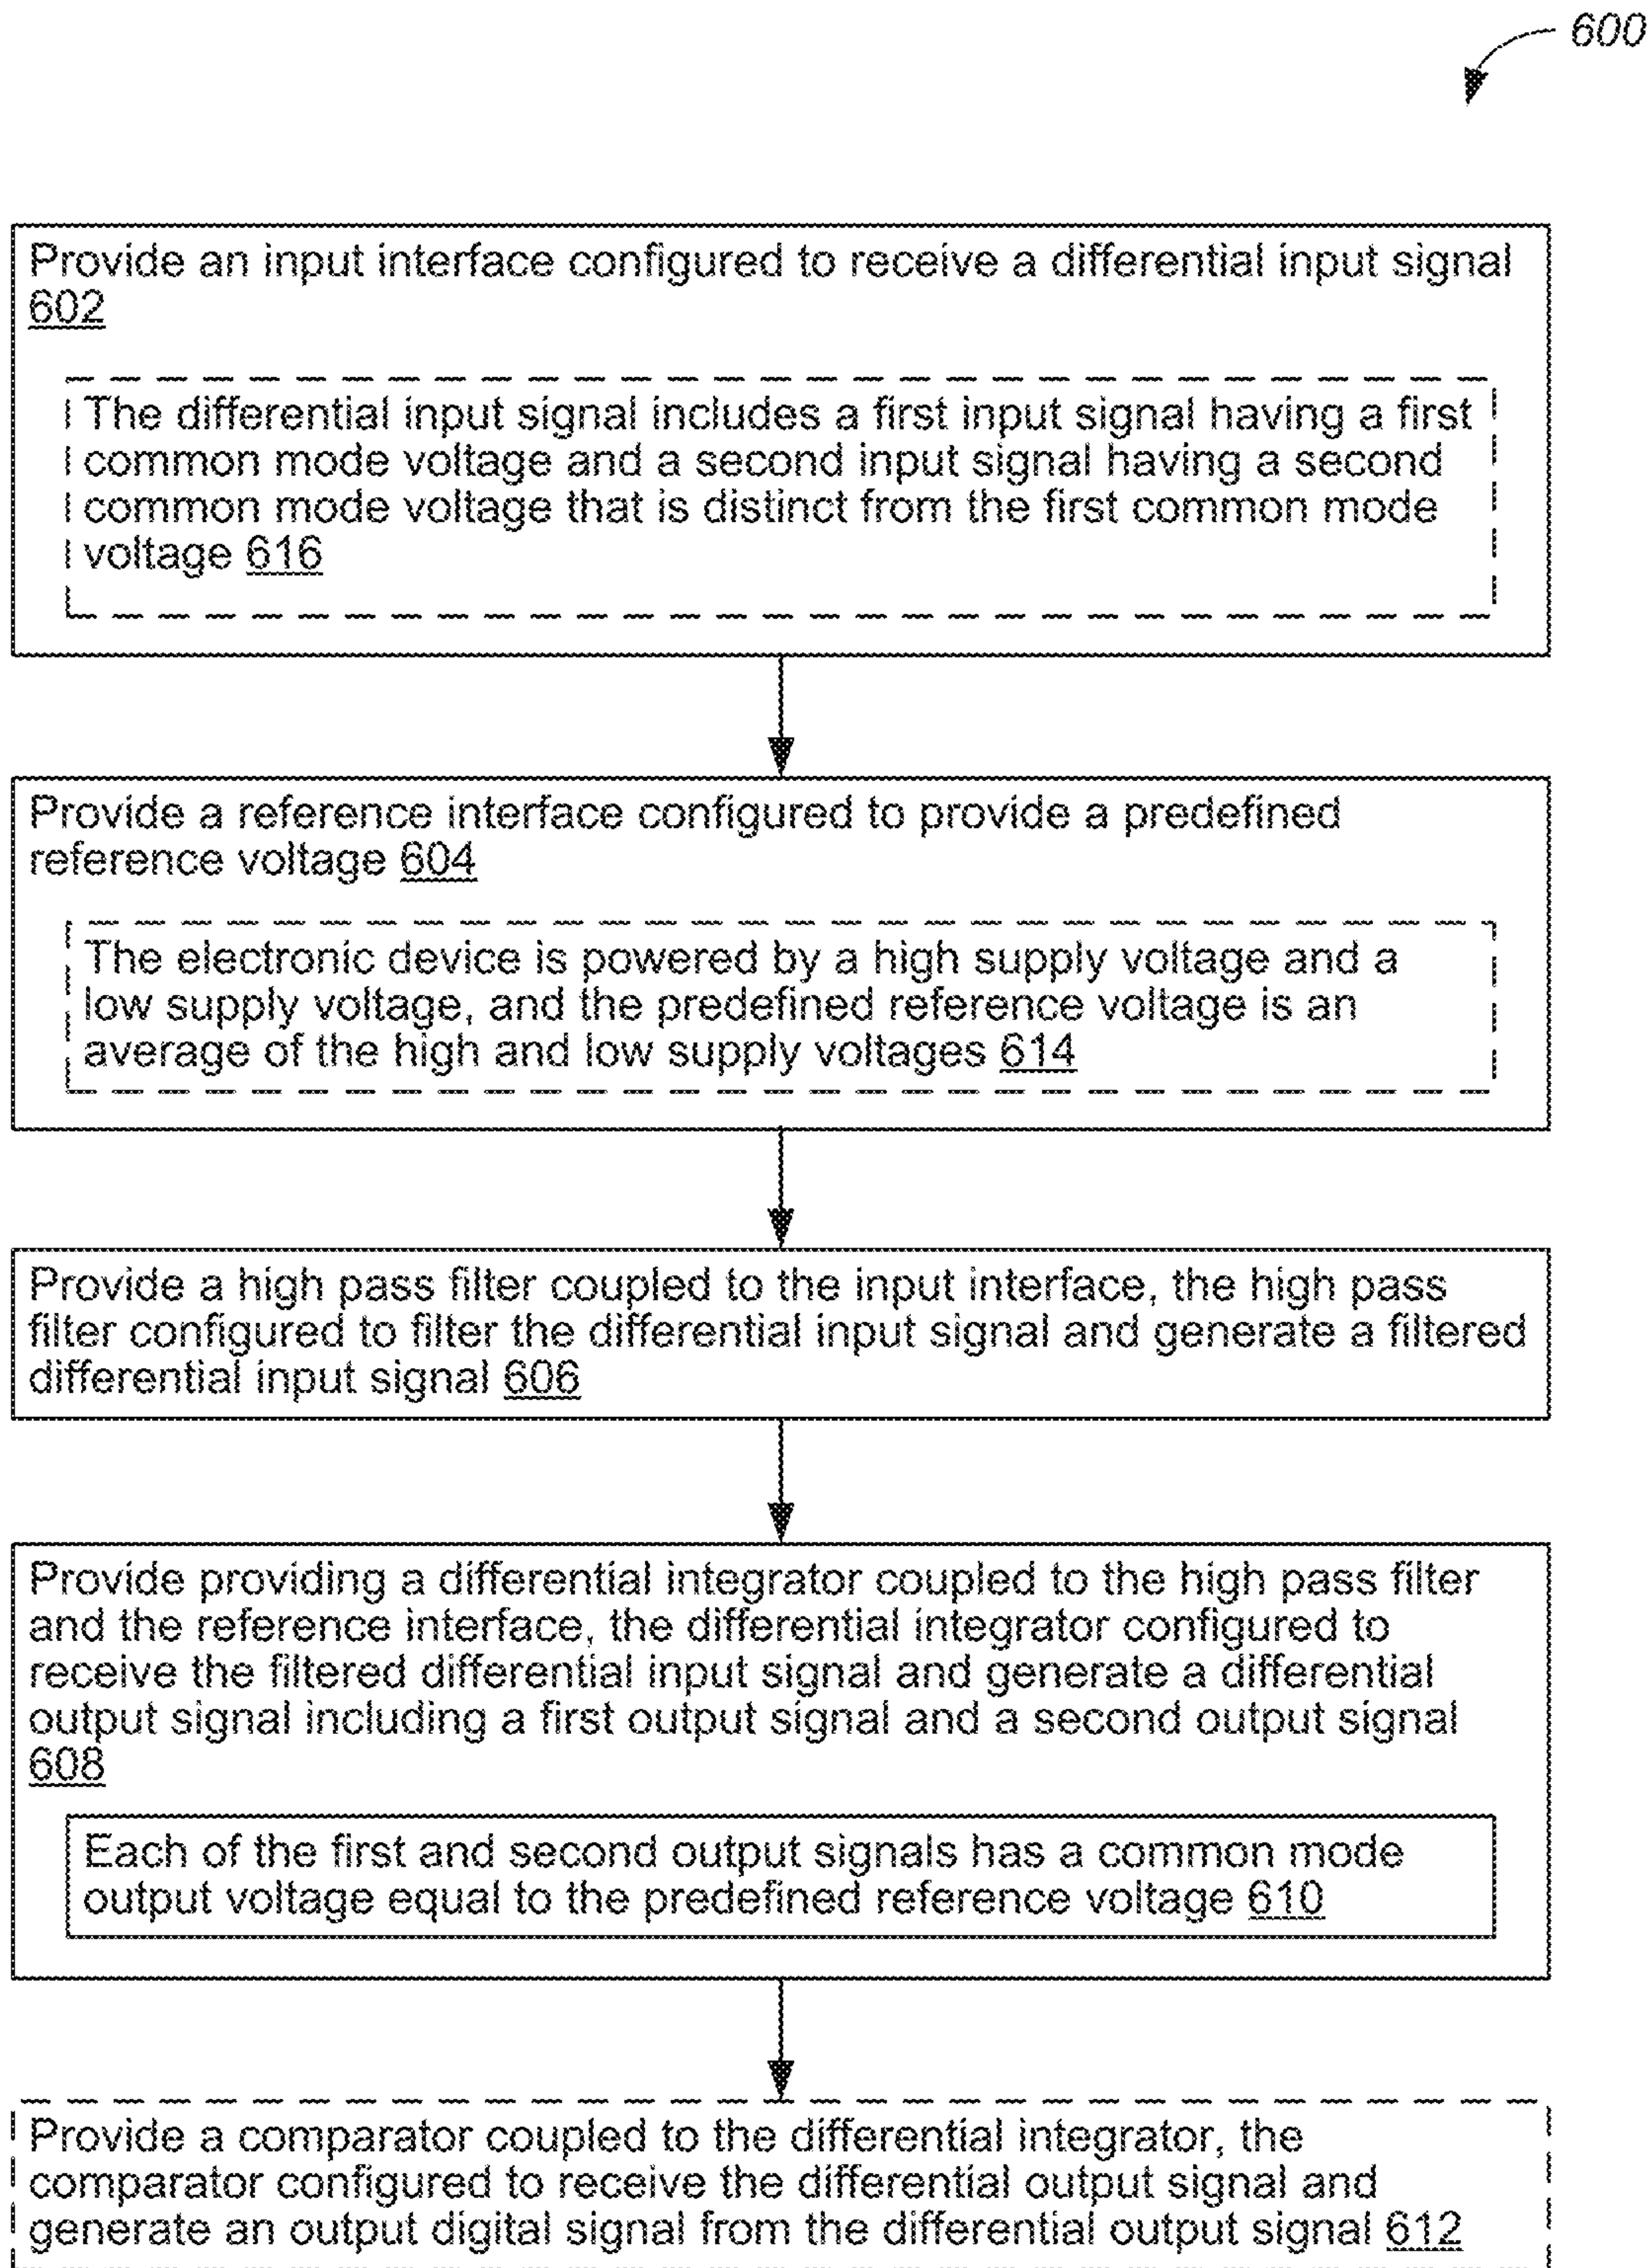 600
Provide an input interface configured to receive a differential input signal
602
The differential input signal includes a first input signal having a first
common mode voltage and a second input signal having a second
common mode voltage that is distinct from the first common mode
voltage 616
Provide a reference interface configured to provide a predefined
reference voltage 604
The electronic device is powered by a high supply voltage and a
low supply voltage, and the predefined reference voltage is an
average of the high and low supply voltages 614
Provide a high pass filter coupled to the input interface, the high pass
filter configured to filter the differential input signal and generate a filtered
differential input signal 606
Provide providing a differential integrator coupled to the high pass filter
and the reference interface, the differential integrator configured to
receive the filtered differential input signal and generate a differential
output signal including a first output signal and a second output signal
608
Each of the first and second output signals has a common mode
output voltage equal to the predefined reference voltage 610
Provide a comparator coupled to the differential integrator, the
comparator configured to receive the differential output signal and
generate an output digital signal from the differential output signal 612